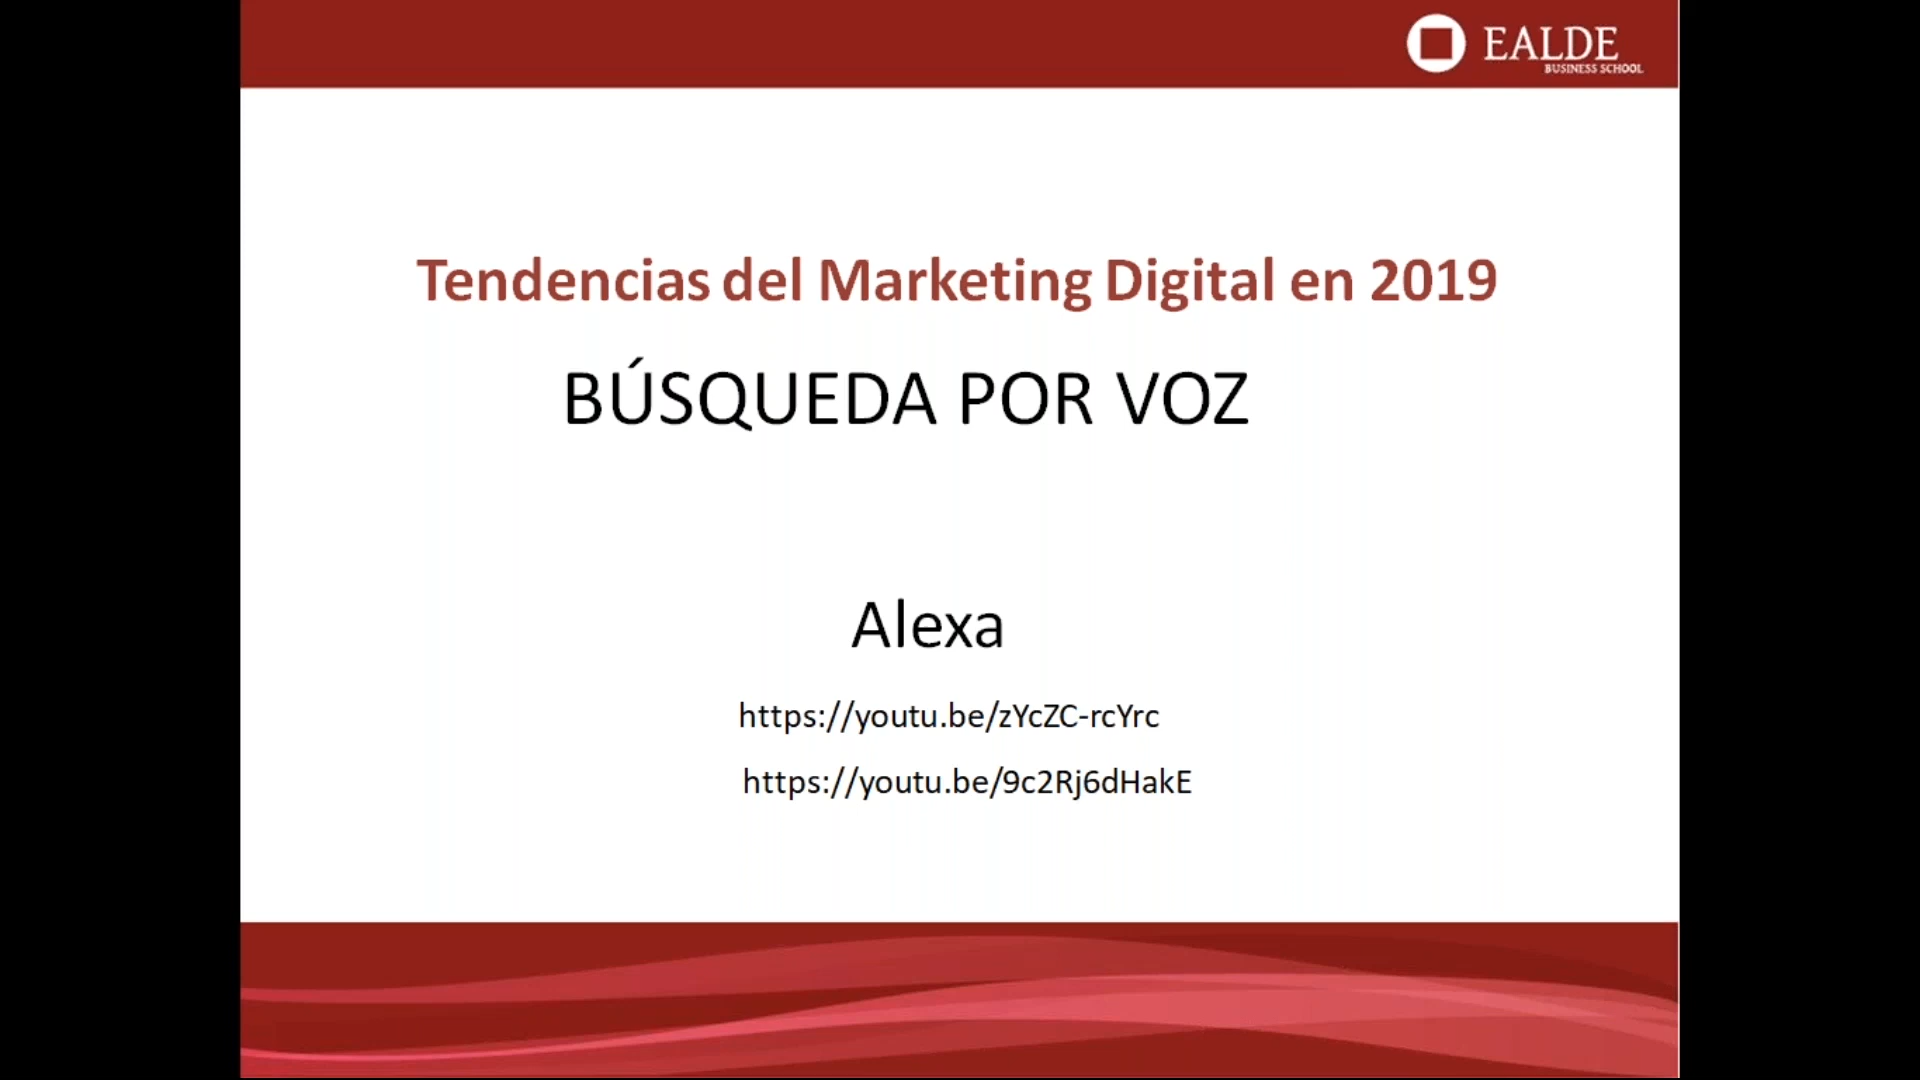 EALDE
BUSINESS SCHOOL
Tendencias del Marketing Digital en 2019
BÚSQUEDA POR VOZ
Alexa
https://youtu.be/zYcZC-rcYrc
https://youtu.be/9c2Rj6dHakE